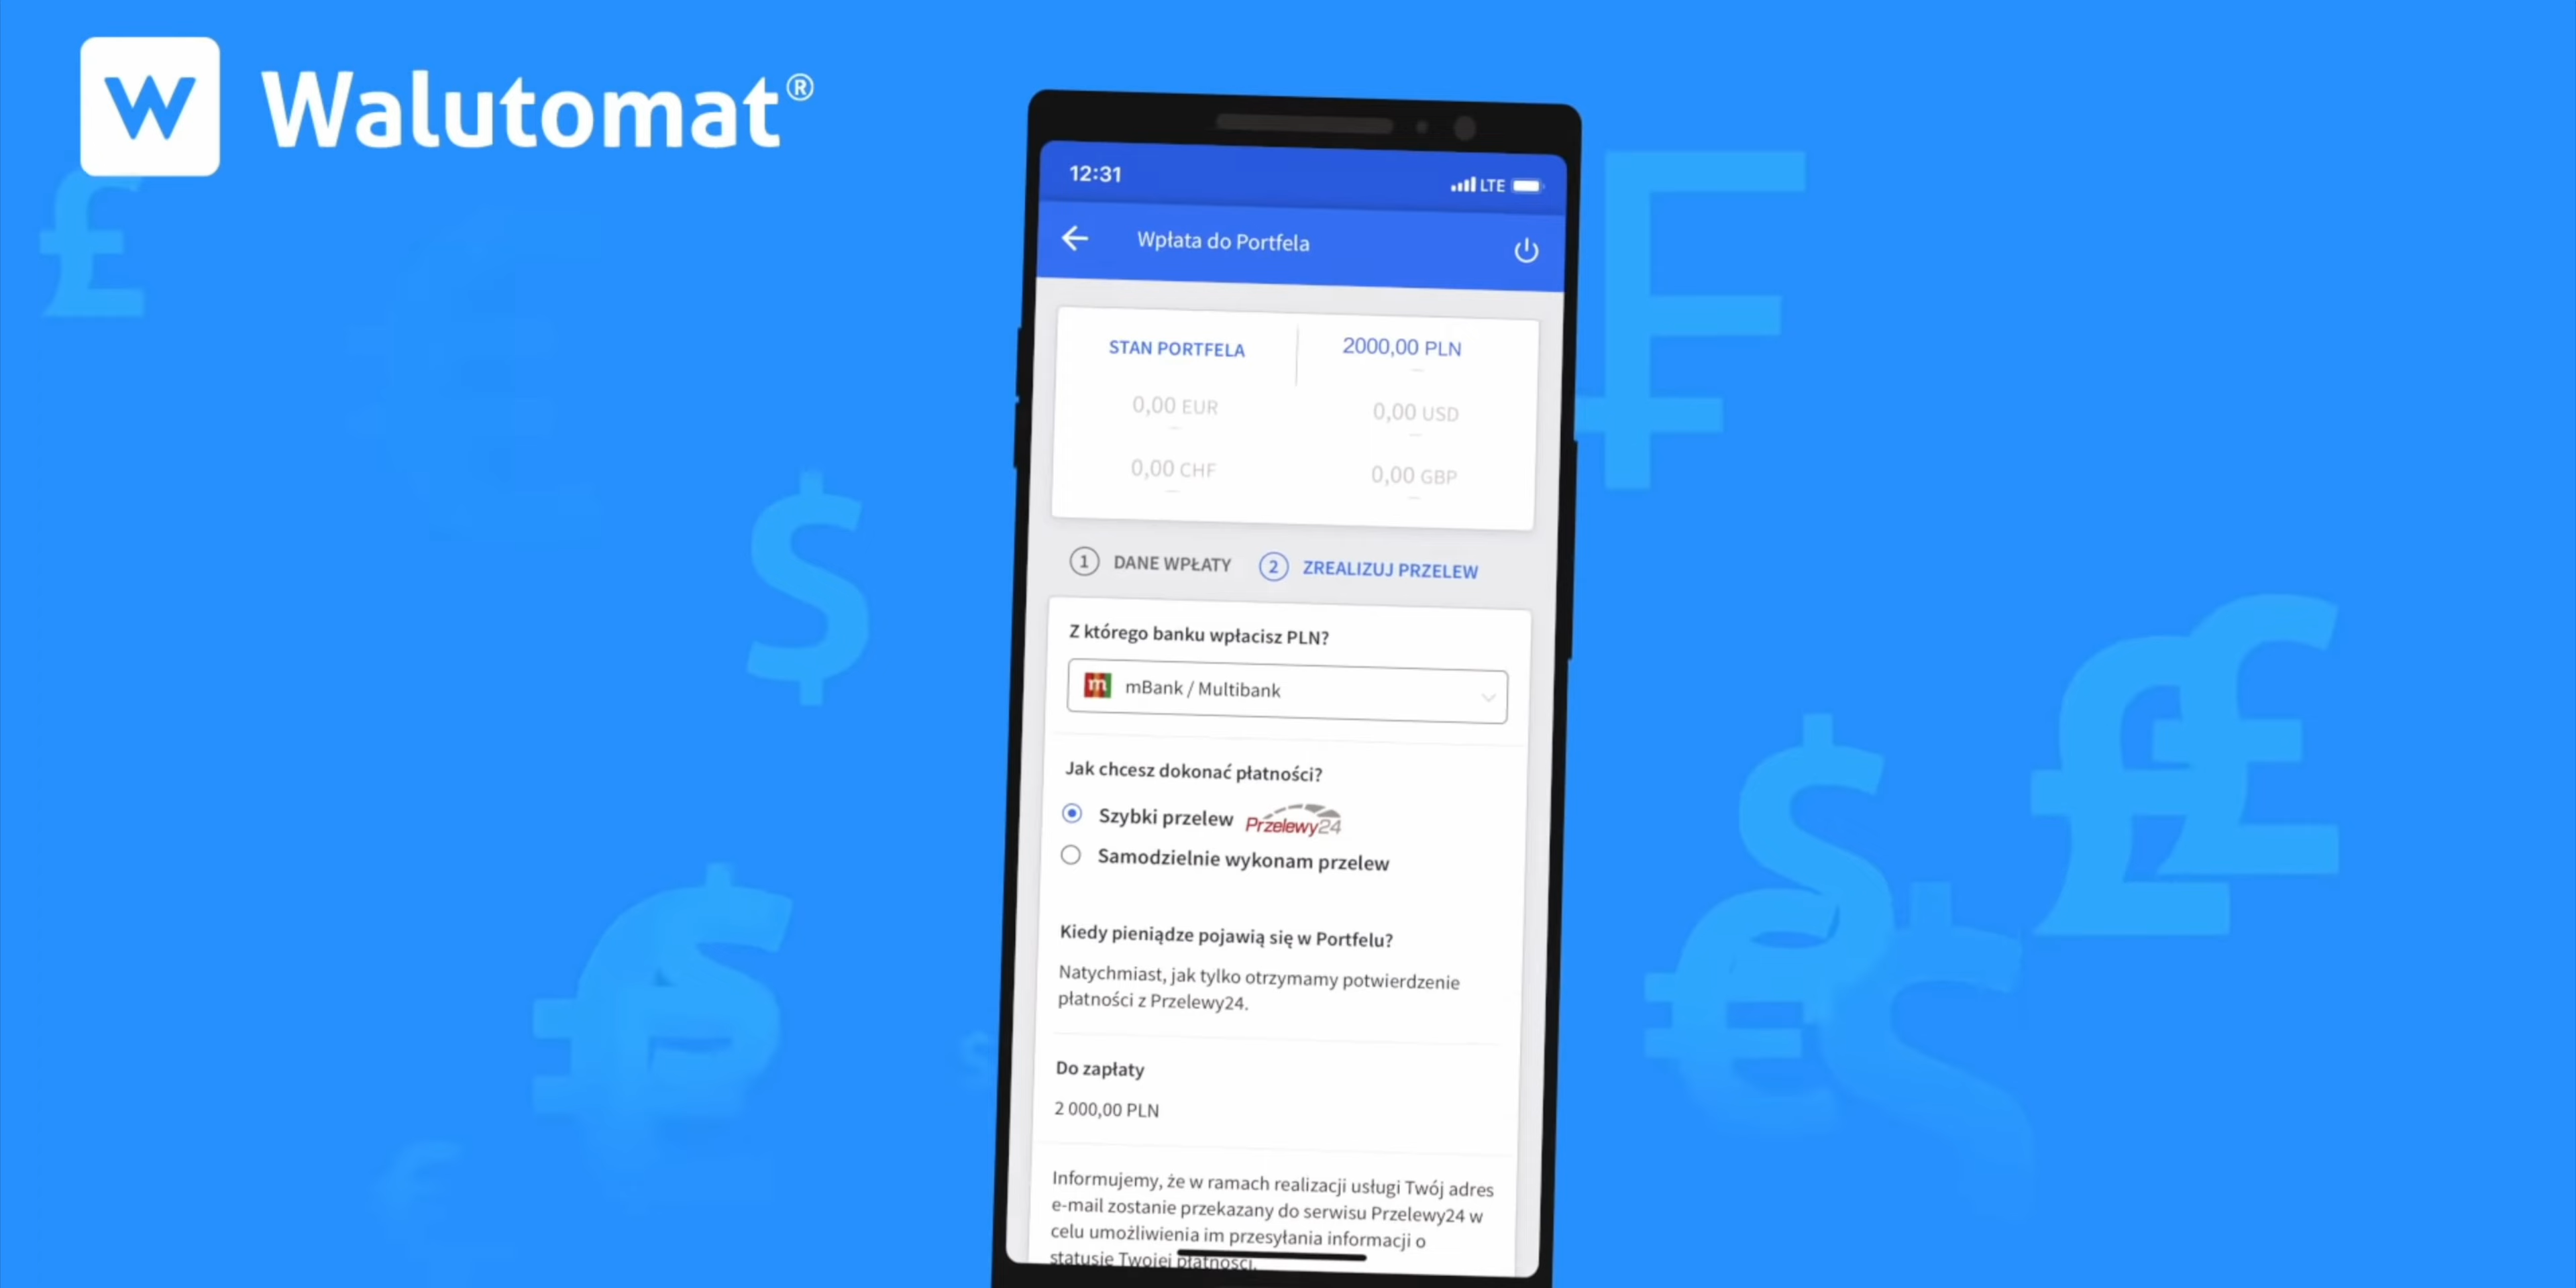 W Walutomat®
12:31
LTE
Wpłata do Portfela
STAN PORTFELA
2000,00 PLN
0,00 EUR
0,00 USD
0,00 CHF
0,00 GBP
1 DANE WPŁATY
2 ZREALIZUJ PRZELEW
Z którego banku wpłacisz PLN?
m mBank / Multibank
Jak chcesz dokonać płatności?
Szybki przelew Przelewy24
Samodzielnie wykonam przelew
Kiedy pieniądze pojawią się w Portfelu?
Natychmiast, jak tylko otrzymamy potwierdzenie
płatności z Przelewy24.
Do zapłaty
2 000,00 PLN
Informujemy, że w ramach realizacji usługi Twój adres
e-mail zostanie przekazany do serwisu Przelewy24 w
celu umożliwienia im przesyłania informacji o
statusie Twojej płatności.